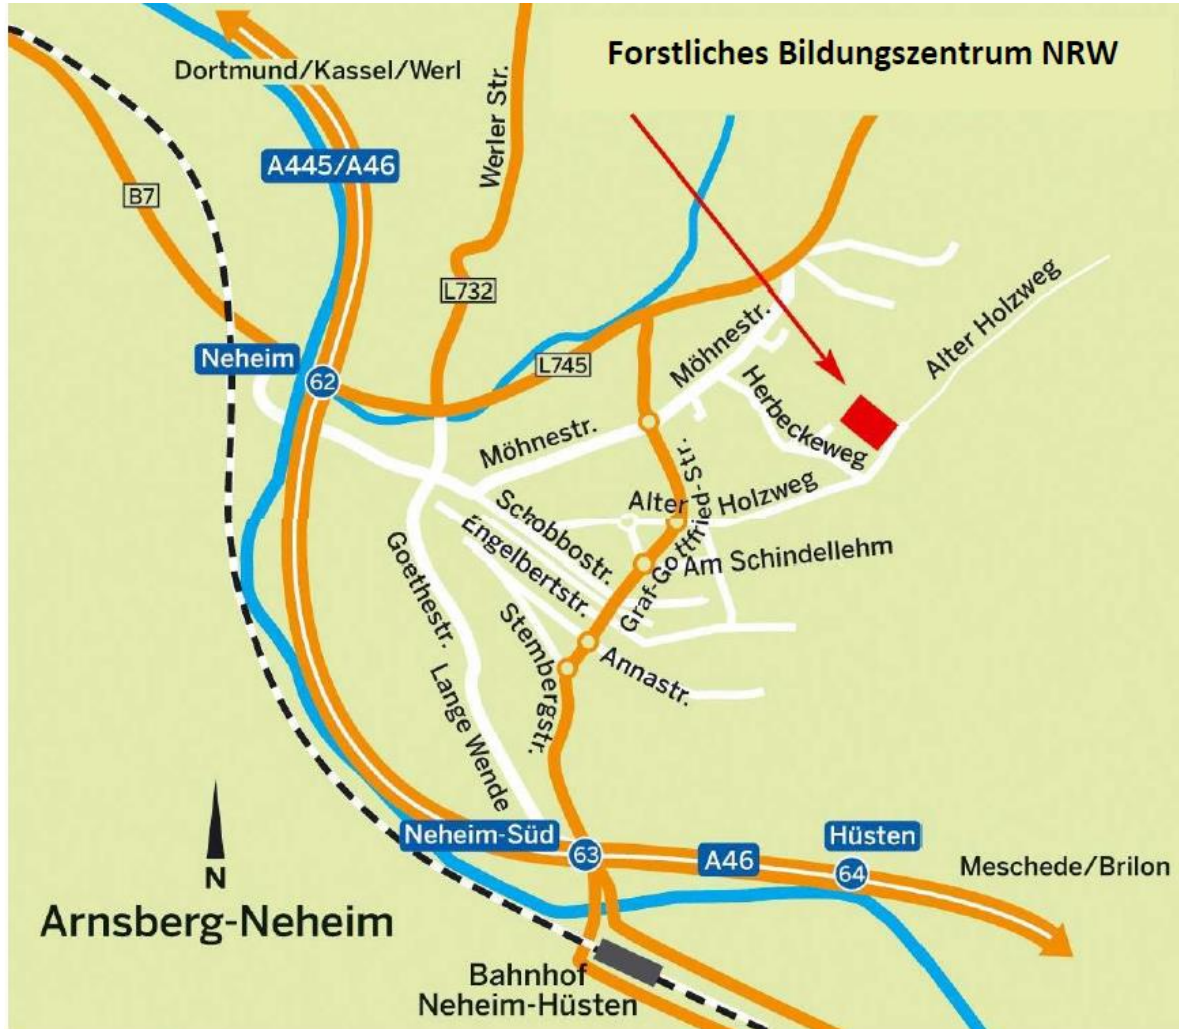 Forstliches Bildungszentrum NRW
Dortmund/Kassel/Werl
Werler Str.
A445/A46
B7
L732
Alter Holzweg
Möhnestr.
Neheim
62
L745
Herbeckeweg
Möhnestr.
Graf-Gottfried-Str.
Alter Holzweg
Schobbostr.
Engelbertstr.
Am Schindellehm
Goethestr.
Stembergstr.
Annastr.
Lange Wende
Neheim-Süd
63
A46
Hüsten
64
Meschede/Brilon
N
Arnsberg-Neheim
Bahnhof
Neheim-Hüsten